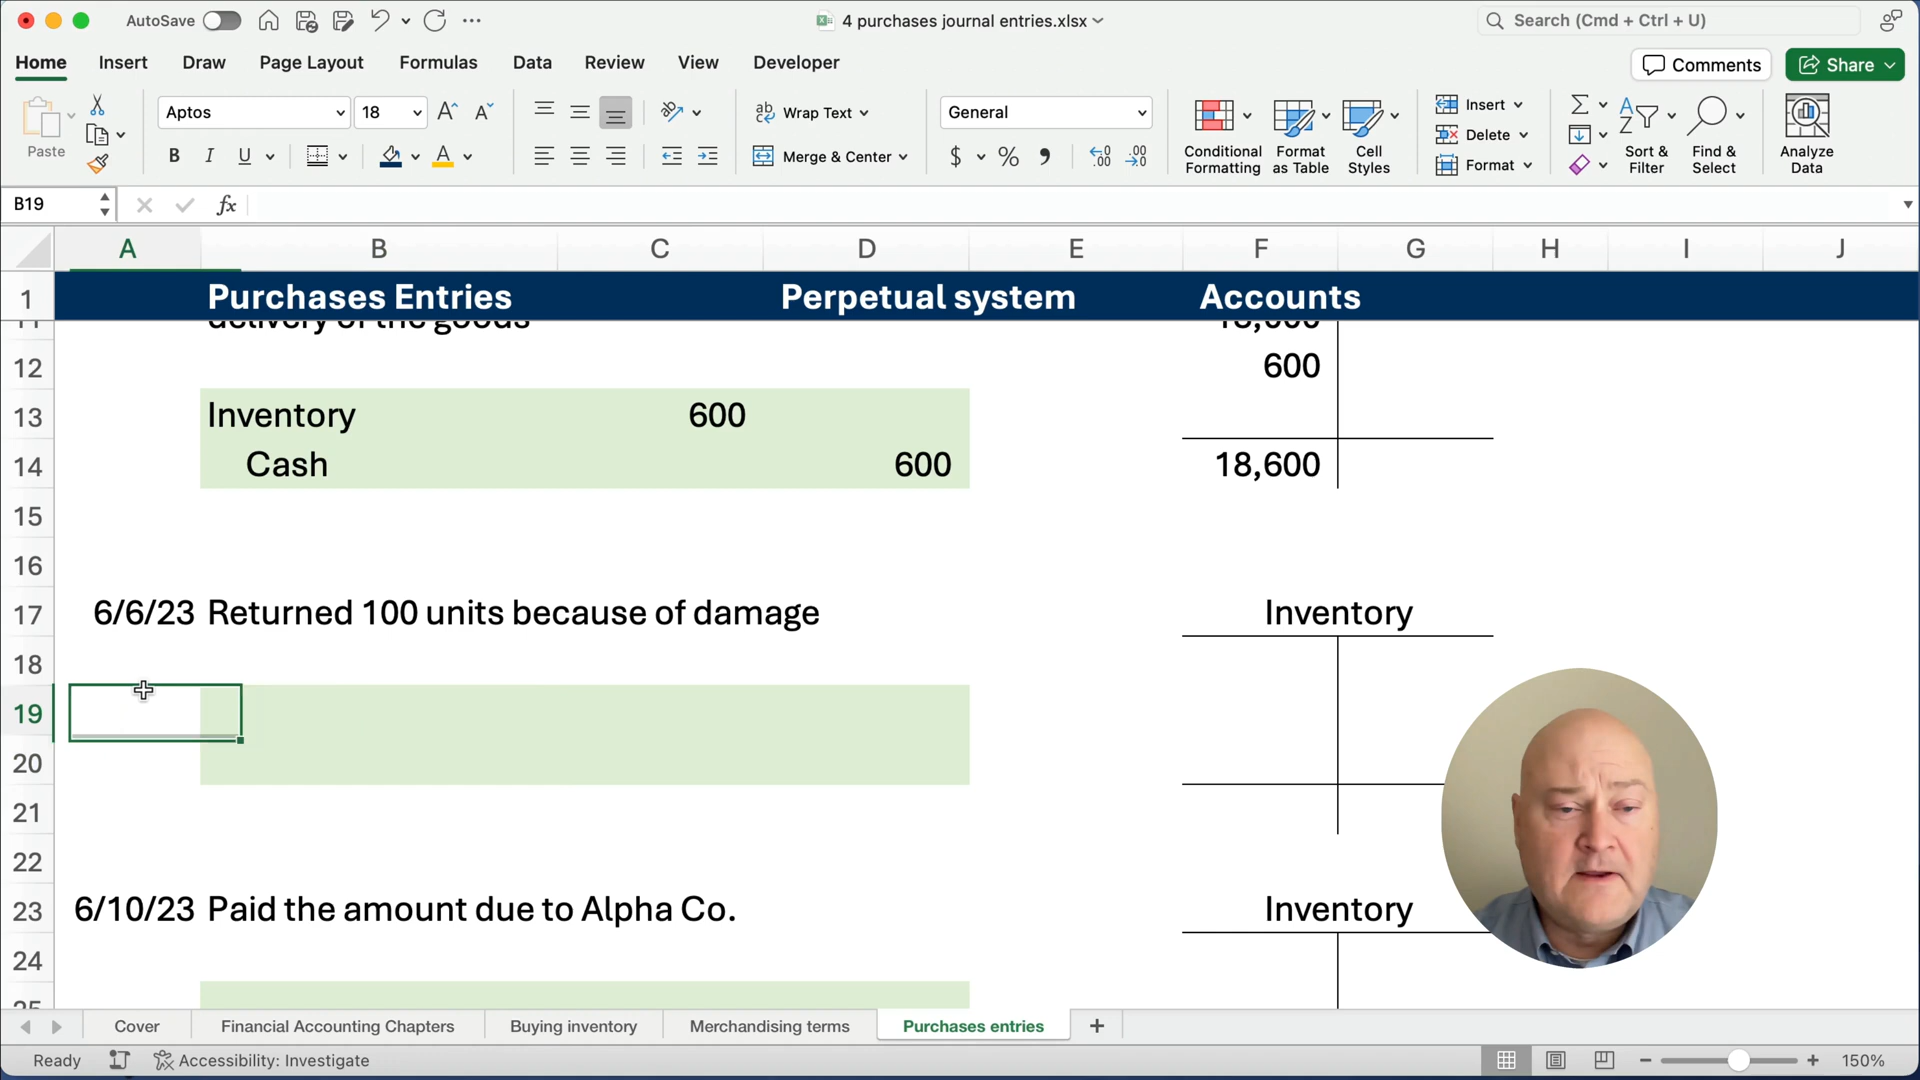 AutoSave
4 purchases journal entries.xlsx
Search (Cmd + Ctrl + U)
Home Insert Draw Page Layout Formulas Data Review View Developer
Comments Share
Paste
Aptos 18
B I U A
Wrap Text
Merge & Center
General
$ %
Conditional Formatting
Format as Table
Cell Styles
Insert
Delete
Format
Sort & Filter
Find & Select
Analyze Data
B19 fx
A B C D E F G H I J
1 Purchases Entries Perpetual system Accounts
delivery of the goods
12 600
13 Inventory 600
14 Cash 600 18,600
15
16
17 6/6/23 Returned 100 units because of damage Inventory
18
19
20
21
22
23 6/10/23 Paid the amount due to Alpha Co. Inventory
24
Cover Financial Accounting Chapters Buying inventory Merchandising terms Purchases entries
Ready Accessibility: Investigate 150%